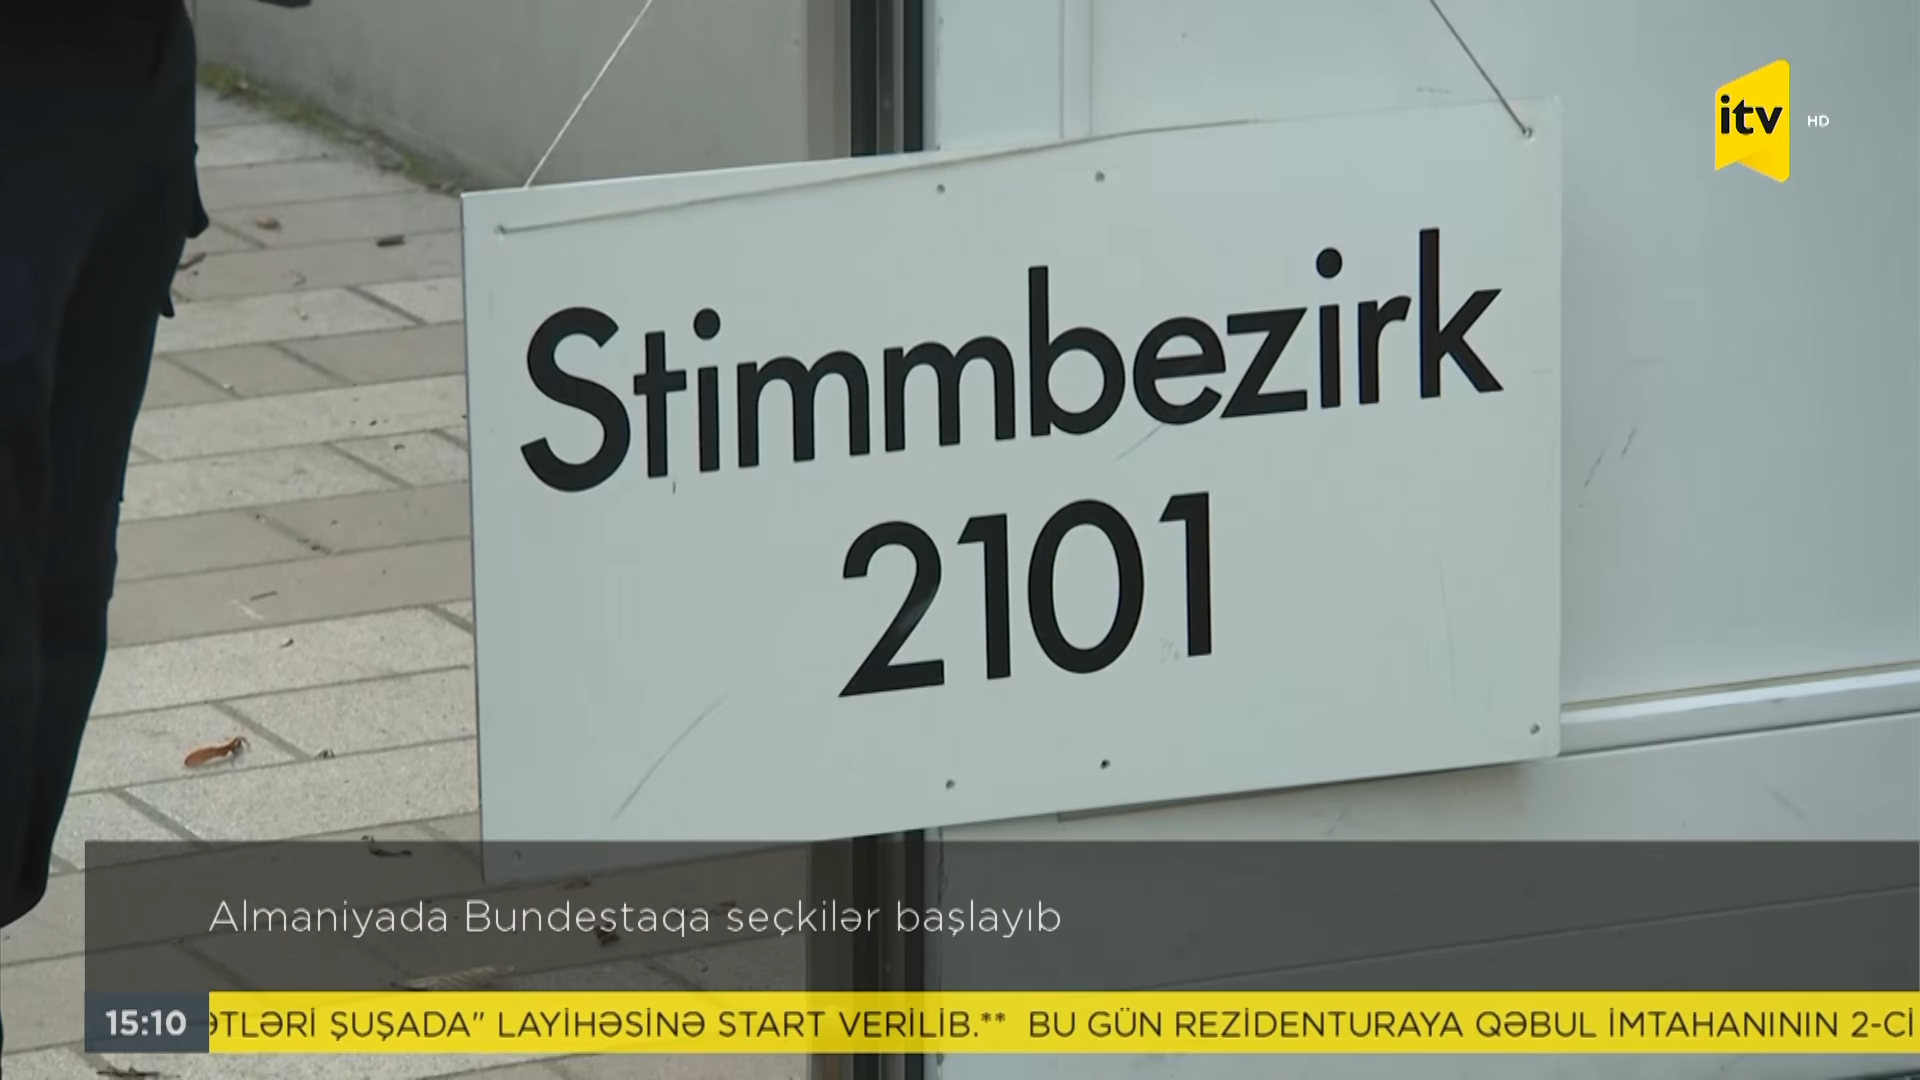 itv HD
Stimmbezirk
2101
Almaniyada Bundestaqa seçkilər başlayıb
15:10 ƏTLƏRİ ŞUŞADA" LAYİHƏSİNƏ START VERİLİB.** BU GÜN REZİDENTURAYA QƏBUL İMTAHANININ 2-Cİ